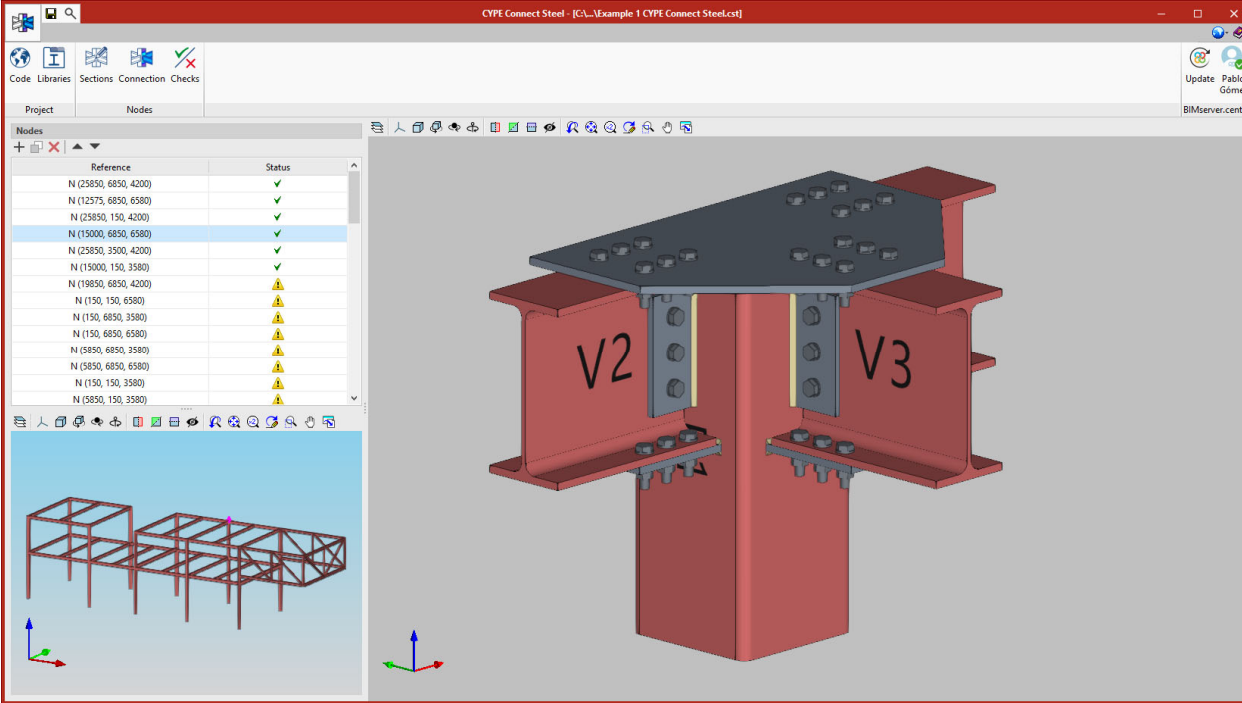 CYPE Connect Steel - [C:\...\Example 1 CYPE Connect Steel.cst]
Code Libraries Sections Connection Checks
Update Pablo
Góme
Project Nodes
BIMserver.cent
Nodes
Reference Status
N (25850, 6850, 4200)
N (12575, 6850, 6580)
N (25850, 150, 4200)
N (15000, 6850, 6580)
N (25850, 3500, 4200)
N (15000, 150, 3580)
N (19850, 6850, 4200)
N (150, 150, 6580)
N (150, 6850, 3580)
N (150, 6850, 6580)
N (5850, 6850, 3580)
N (5850, 6850, 6580)
N (150, 150, 3580)
N (5850, 150, 3580)
V2
V3